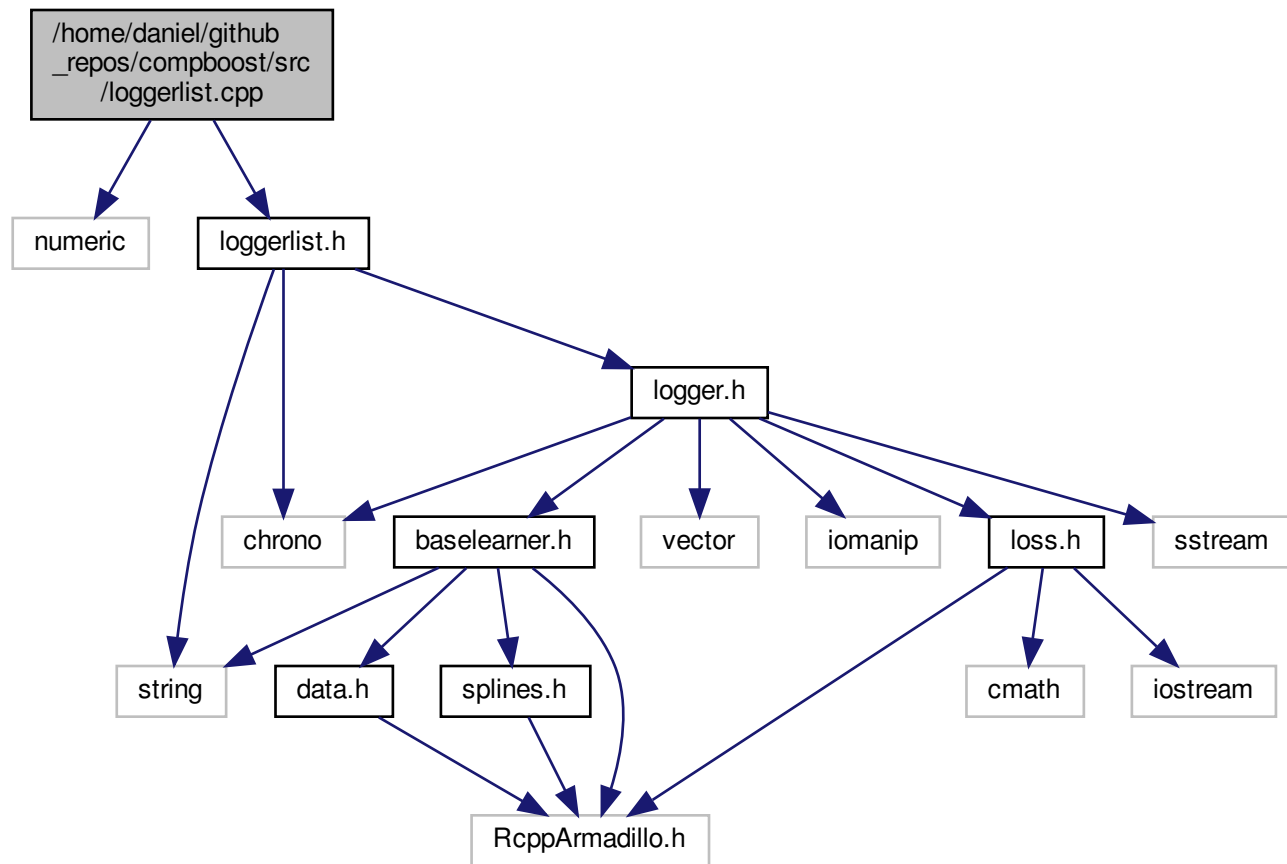 /home/daniel/github
_repos/compboost/src
/loggerlist.cpp
numeric
loggerlist.h
logger.h
chrono
baselearner.h
vector
iomanip
loss.h
sstream
string
data.h
splines.h
cmath
iostream
RcppArmadillo.h